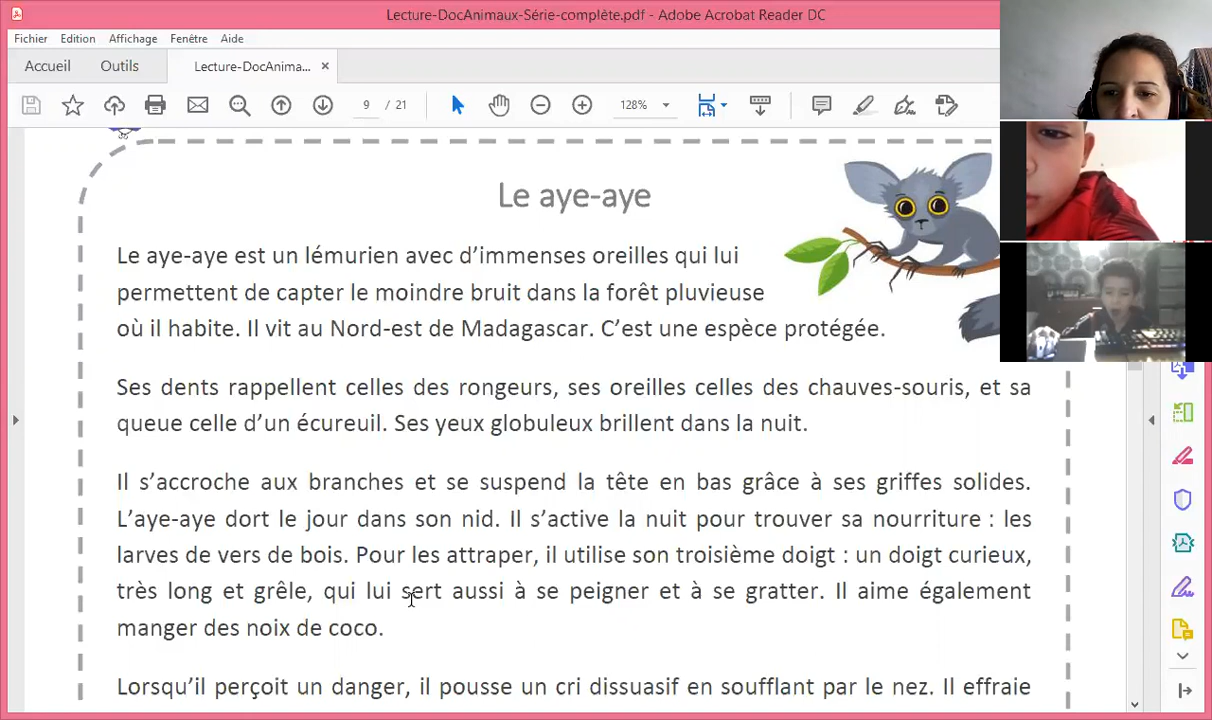 Lecture-DocAnimaux-Série-complète.pdf - Adobe Acrobat Reader DC
Fichier Edition Affichage Fenêtre Aide
Accueil Outils Lecture-DocAnima... ×
9 / 21 128%
Le aye-aye
Le aye-aye est un lémurien avec d’immenses oreilles qui lui
permettent de capter le moindre bruit dans la forêt pluvieuse
où il habite. Il vit au Nord-est de Madagascar. C’est une espèce protégée.
Ses dents rappellent celles des rongeurs, ses oreilles celles des chauves-souris, et sa
queue celle d’un écureuil. Ses yeux globuleux brillent dans la nuit.
Il s’accroche aux branches et se suspend la tête en bas grâce à ses griffes solides.
L’aye-aye dort le jour dans son nid. Il s’active la nuit pour trouver sa nourriture : les
larves de vers de bois. Pour les attraper, il utilise son troisième doigt : un doigt curieux,
très long et grêle, qui lui sert aussi à se peigner et à se gratter. Il aime également
manger des noix de coco.
Lorsqu’il perçoit un danger, il pousse un cri dissuasif en soufflant par le nez. Il effraie